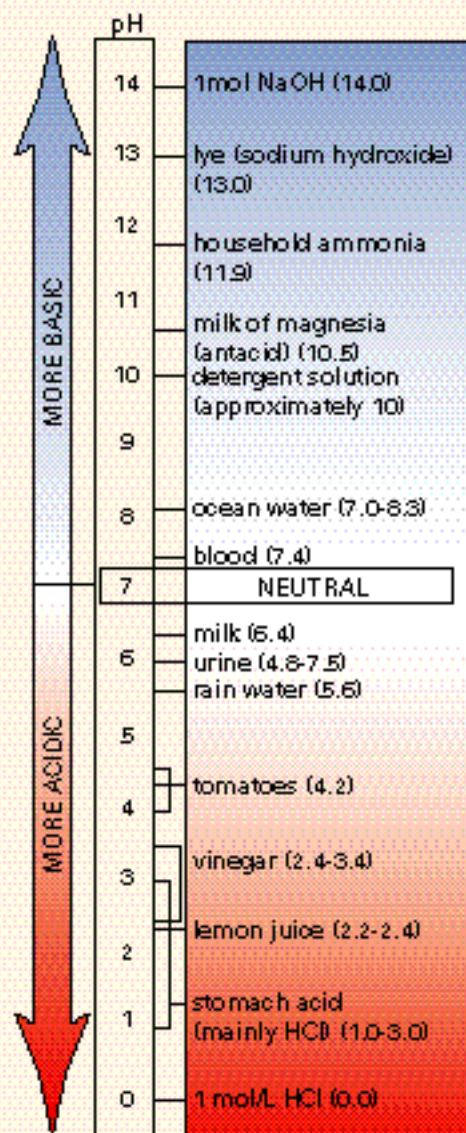 pH
14
1mol NaOH (14.0)
13
lye (sodium hydroxide)
(13.0)
12
household ammonia
(11.9)
11
milk of magnesia
(antacid) (10.5)
10
detergent solution
(approximately 10)
9
8
ocean water (7.0-8.3)
blood (7.4)
7
NEUTRAL
milk (6.4)
6
urine (4.8-7.5)
rain water (5.6)
5
tomatoes (4.2)
4
vinegar (2.4-3.4)
3
lemon juice (2.2-2.4)
2
stomach acid
1
(mainly HCl) (1.0-3.0)
0
1 mol/L HCl (0.0)
MORE BASIC
MORE ACIDIC